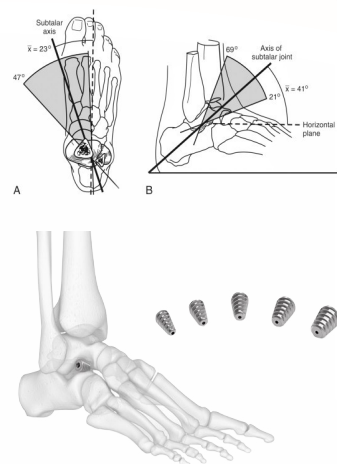 Subtalar
axis
x̄ = 23°
47°
A
69°
Axis of
subtalar joint
x̄ = 41°
21°
Horizontal
plane
B